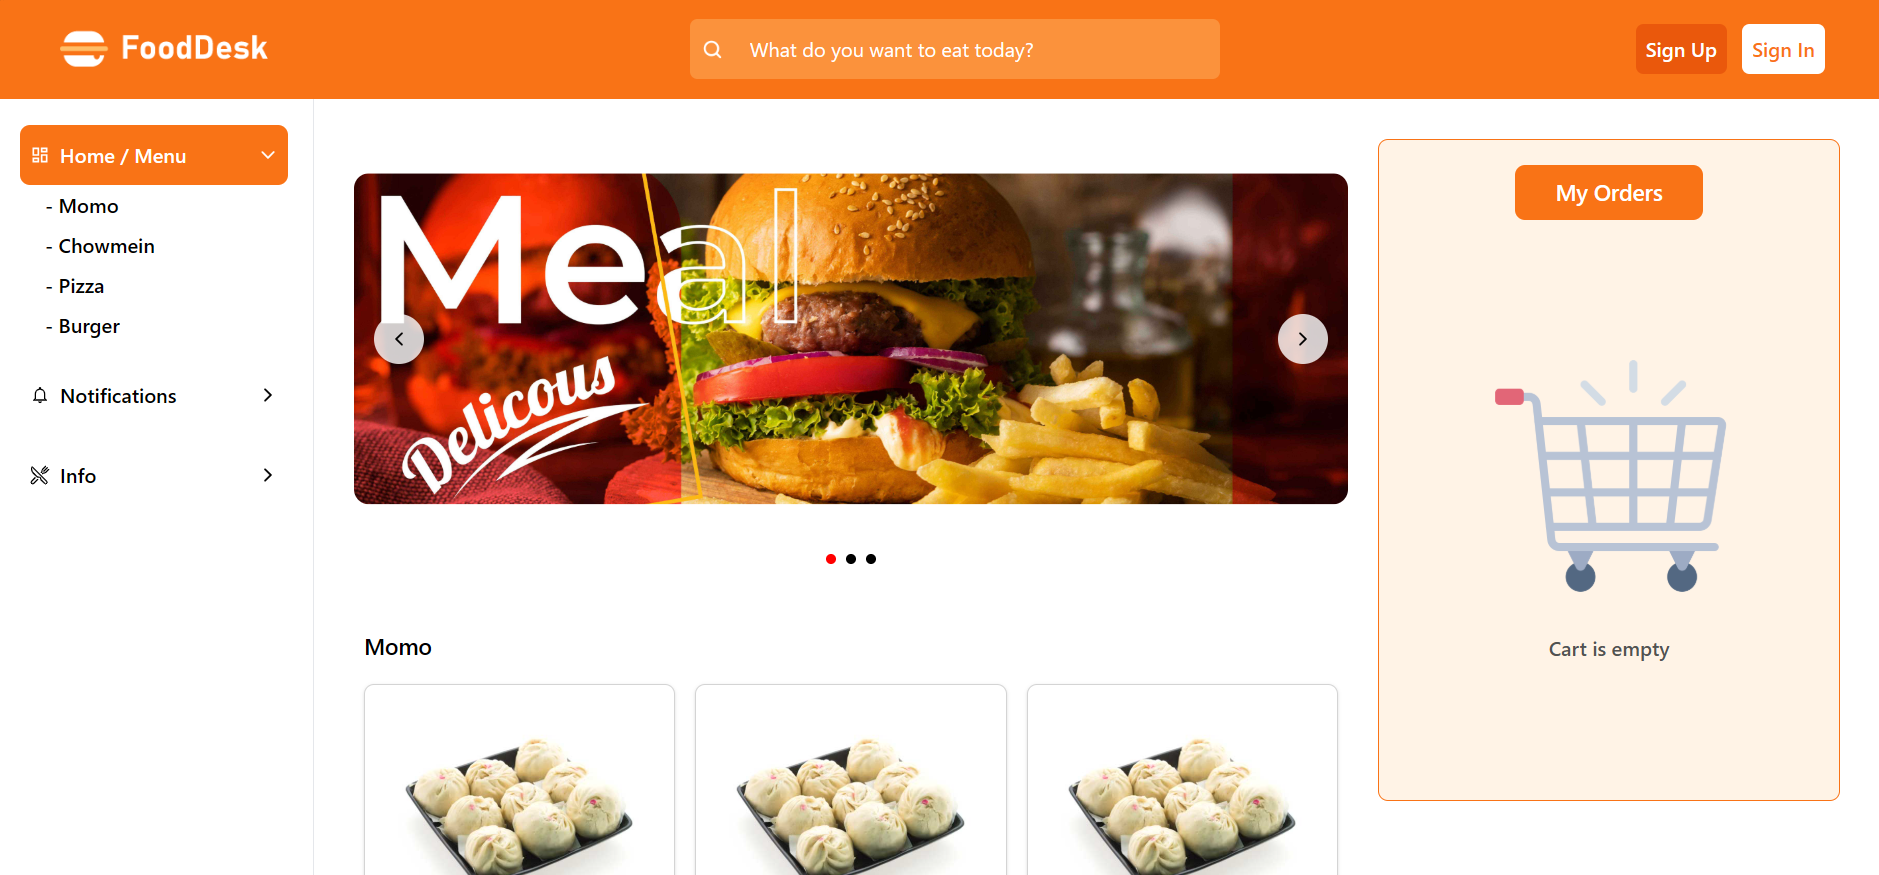 FoodDesk
What do you want to eat today?
Sign Up
Sign In
Home / Menu
- Momo
- Chowmein
- Pizza
- Burger
Notifications
Info
Meal
Delicous
My Orders
Cart is empty
Momo